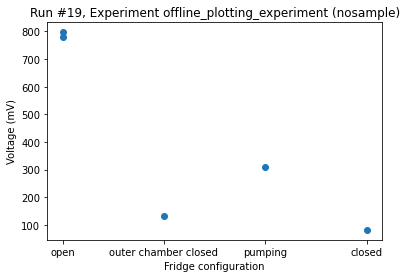 Run #19, Experiment offline_plotting_experiment (nosample)
800
700
600
500
400
300
200
100
Voltage (mV)
open outer chamber closed pumping closed
Fridge configuration